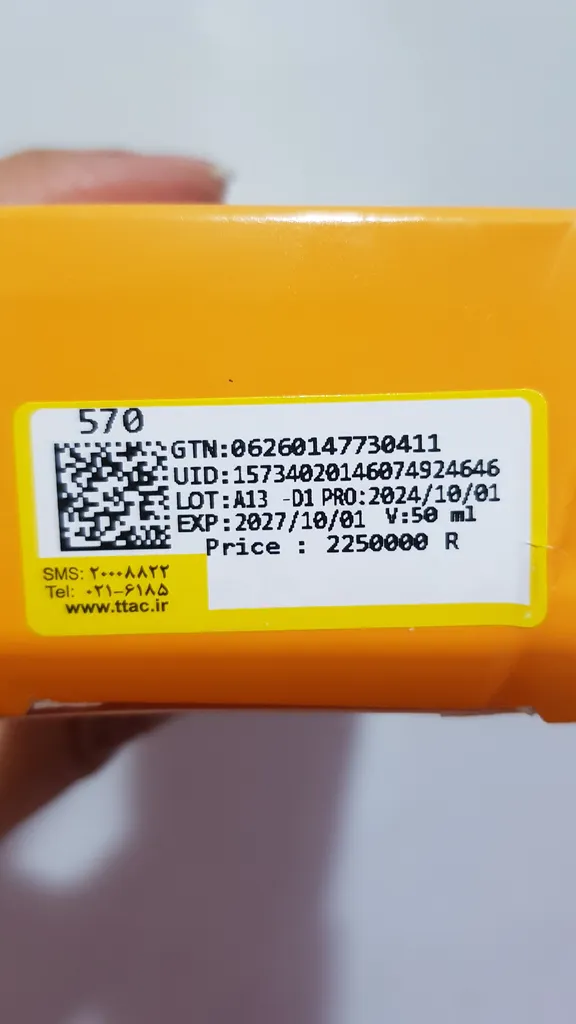 570
GTN:06260147730411
UID:15734020146074924646
LOT:A13 -D1 PRO:2024/10/01
EXP:2027/10/01 V:50 ml
Price : 2250000 R
SMS: ۲۰۰۰۸۸۲۲
Tel: ۰۲۱-۶۱۸۵
www.ttac.ir